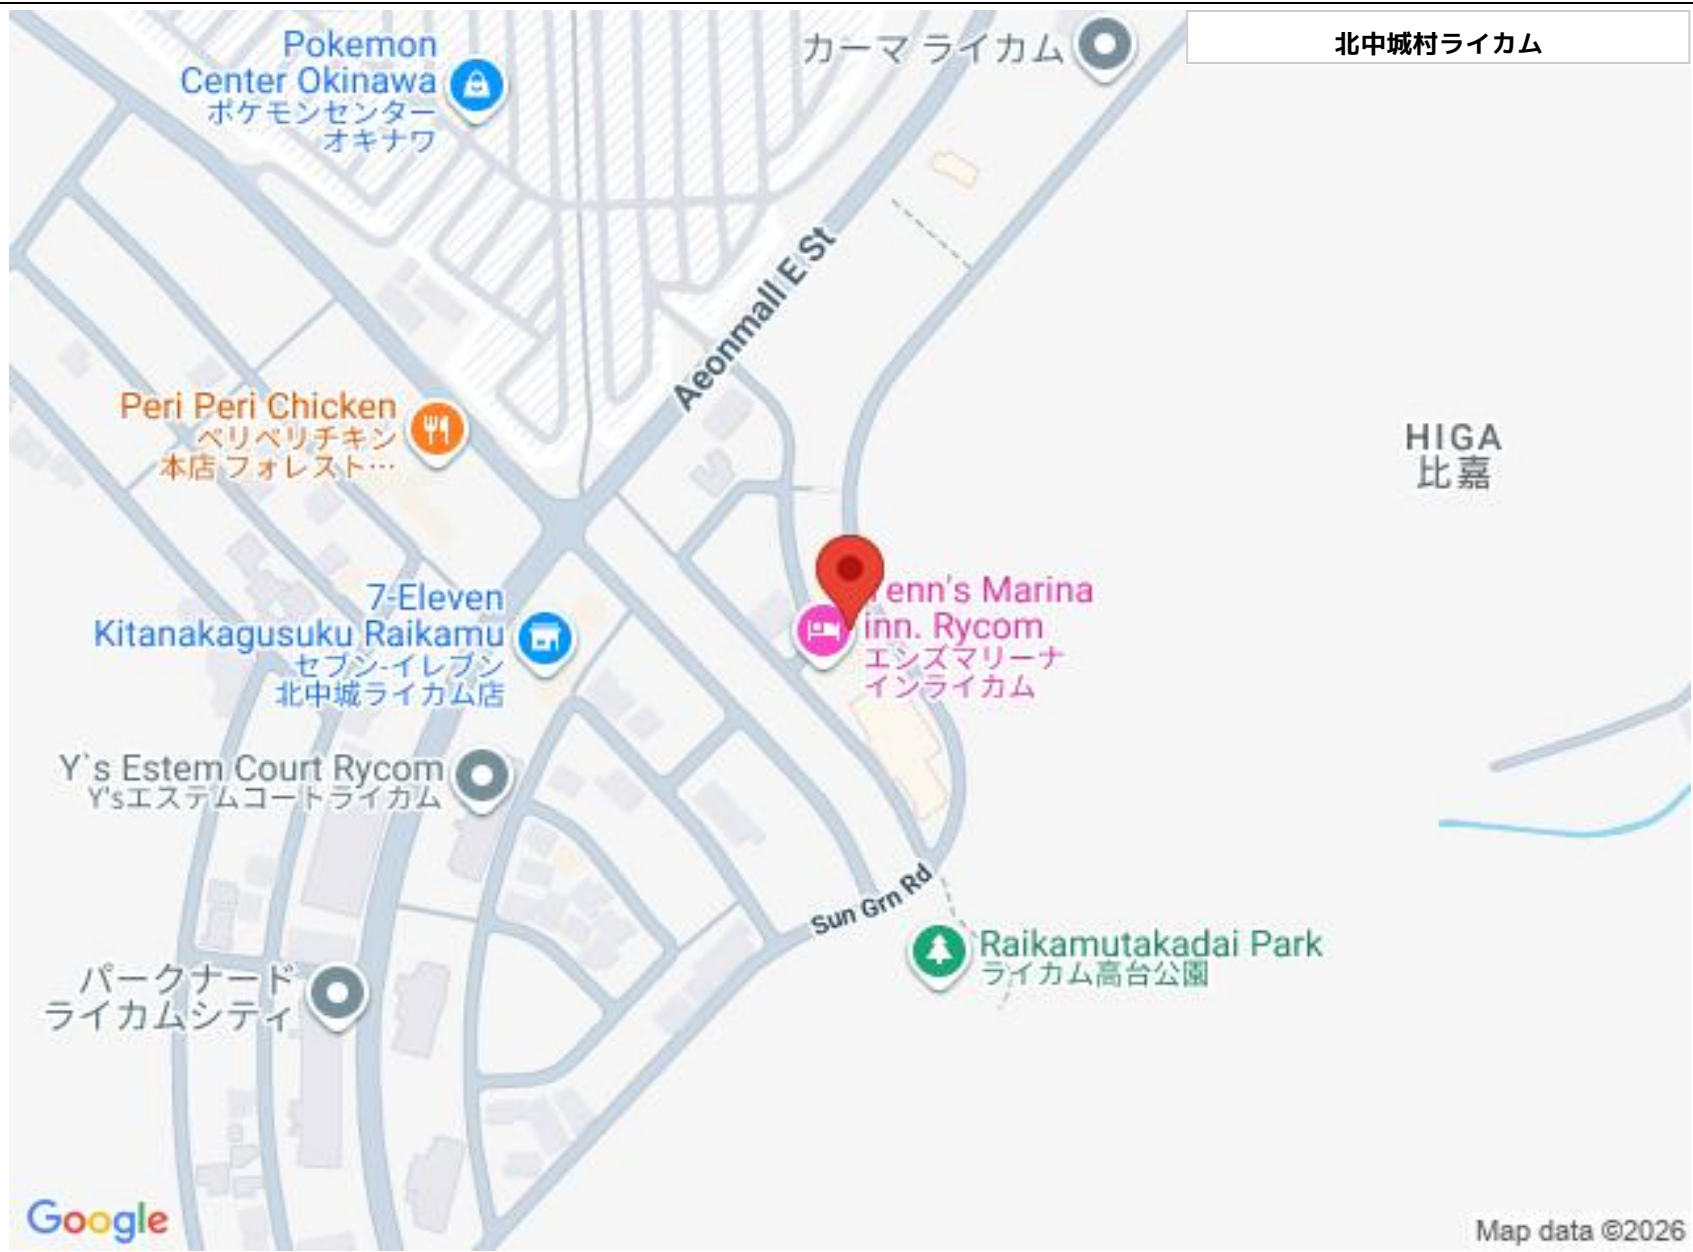 北中城村ライカム
Pokemon
Center Okinawa
ポケモンセンター
オキナワ
カーマ ライカム
Aeonmall E St
Peri Peri Chicken
ペリペリチキン
本店 フォレスト…
HIGA
比嘉
7-Eleven
Kitanakagusuku Raikamu
セブン-イレブン
北中城ライカム店
enn's Marina
inn. Rycom
エンズマリーナ
インライカム
Y`s Estem Court Rycom
Y'sエステムコートライカム
Sun Grn Rd
Raikamutakadai Park
ライカム高台公園
パークナード
ライカムシティ
Google
Map data ©2026